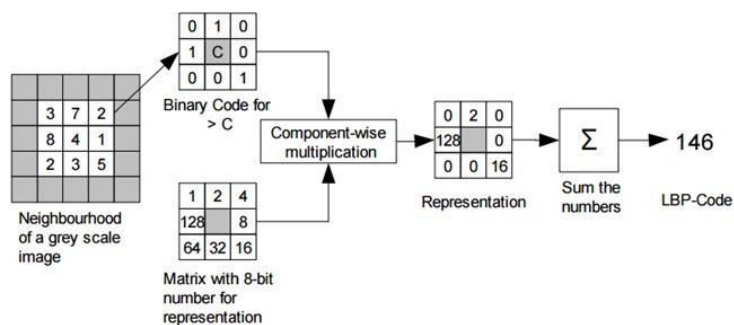 3 7 2
8 4 1
2 3 5
Neighbourhood
of a grey scale
image
0 1 0
1 C 0
0 0 1
Binary Code for
> C
1 2 4
128 8
64 32 16
Matrix with 8-bit
number for
representation
Component-wise
multiplication
0 2 0
128 0
0 0 16
Representation
Σ
Sum the
numbers
146
LBP-Code